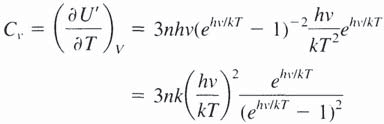 C_v = (∂U'/∂T)_V = 3nhν(e^{hν/kT} − 1)^{−2} hν/kT² e^{hν/kT}
= 3nk(hν/kT)² e^{hν/kT}/(e^{hν/kT} − 1)²